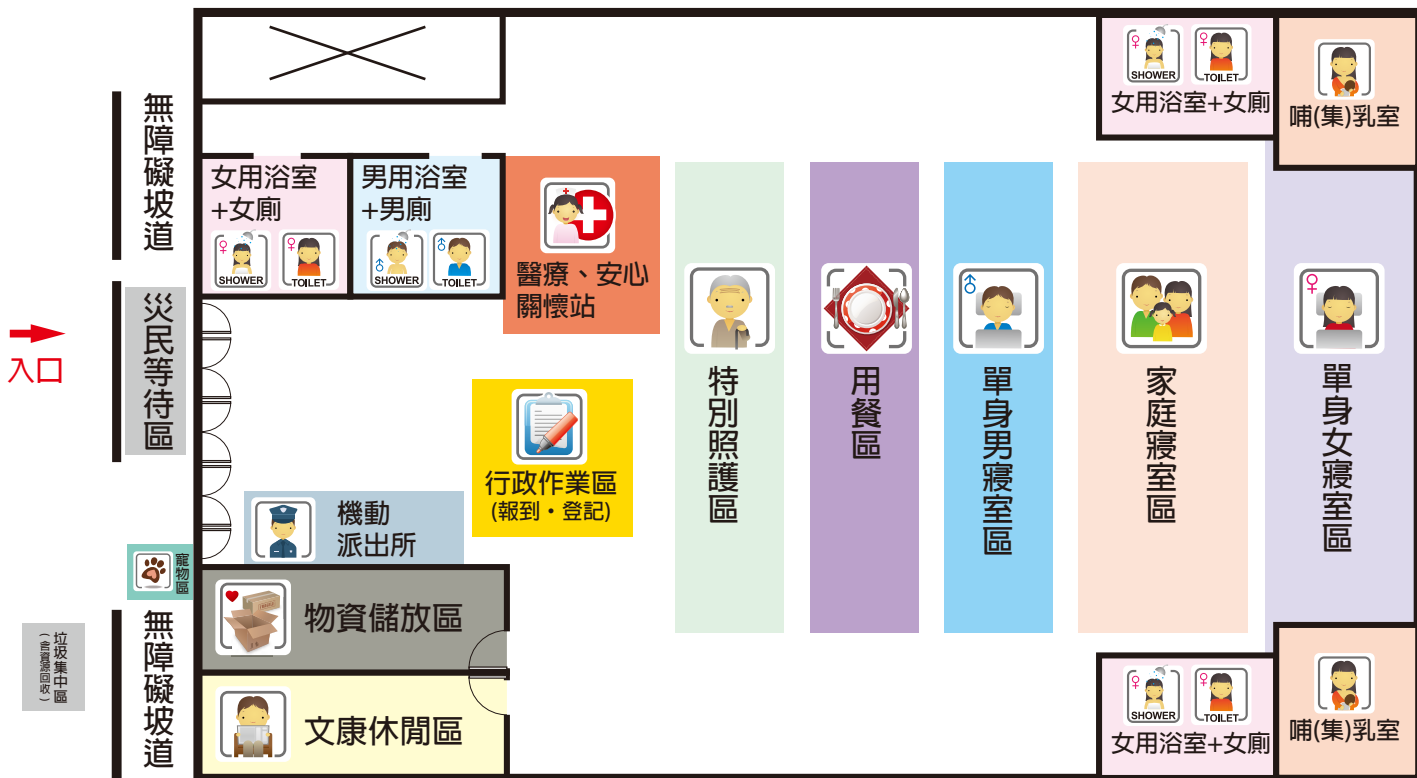 無障礙坡道
災民等待區
入口
寵物區
無障礙坡道
垃圾集中區
(含資源回收)
女用浴室
+女廁
SHOWER
TOILET
男用浴室
+男廁
SHOWER
TOILET
醫療、安心
關懷站
行政作業區
(報到・登記)
機動
派出所
物資儲放區
文康休閒區
特別照護區
用餐區
單身男寢室區
家庭寢室區
單身女寢室區
SHOWER
TOILET
女用浴室+女廁
哺(集)乳室
SHOWER
TOILET
女用浴室+女廁
哺(集)乳室